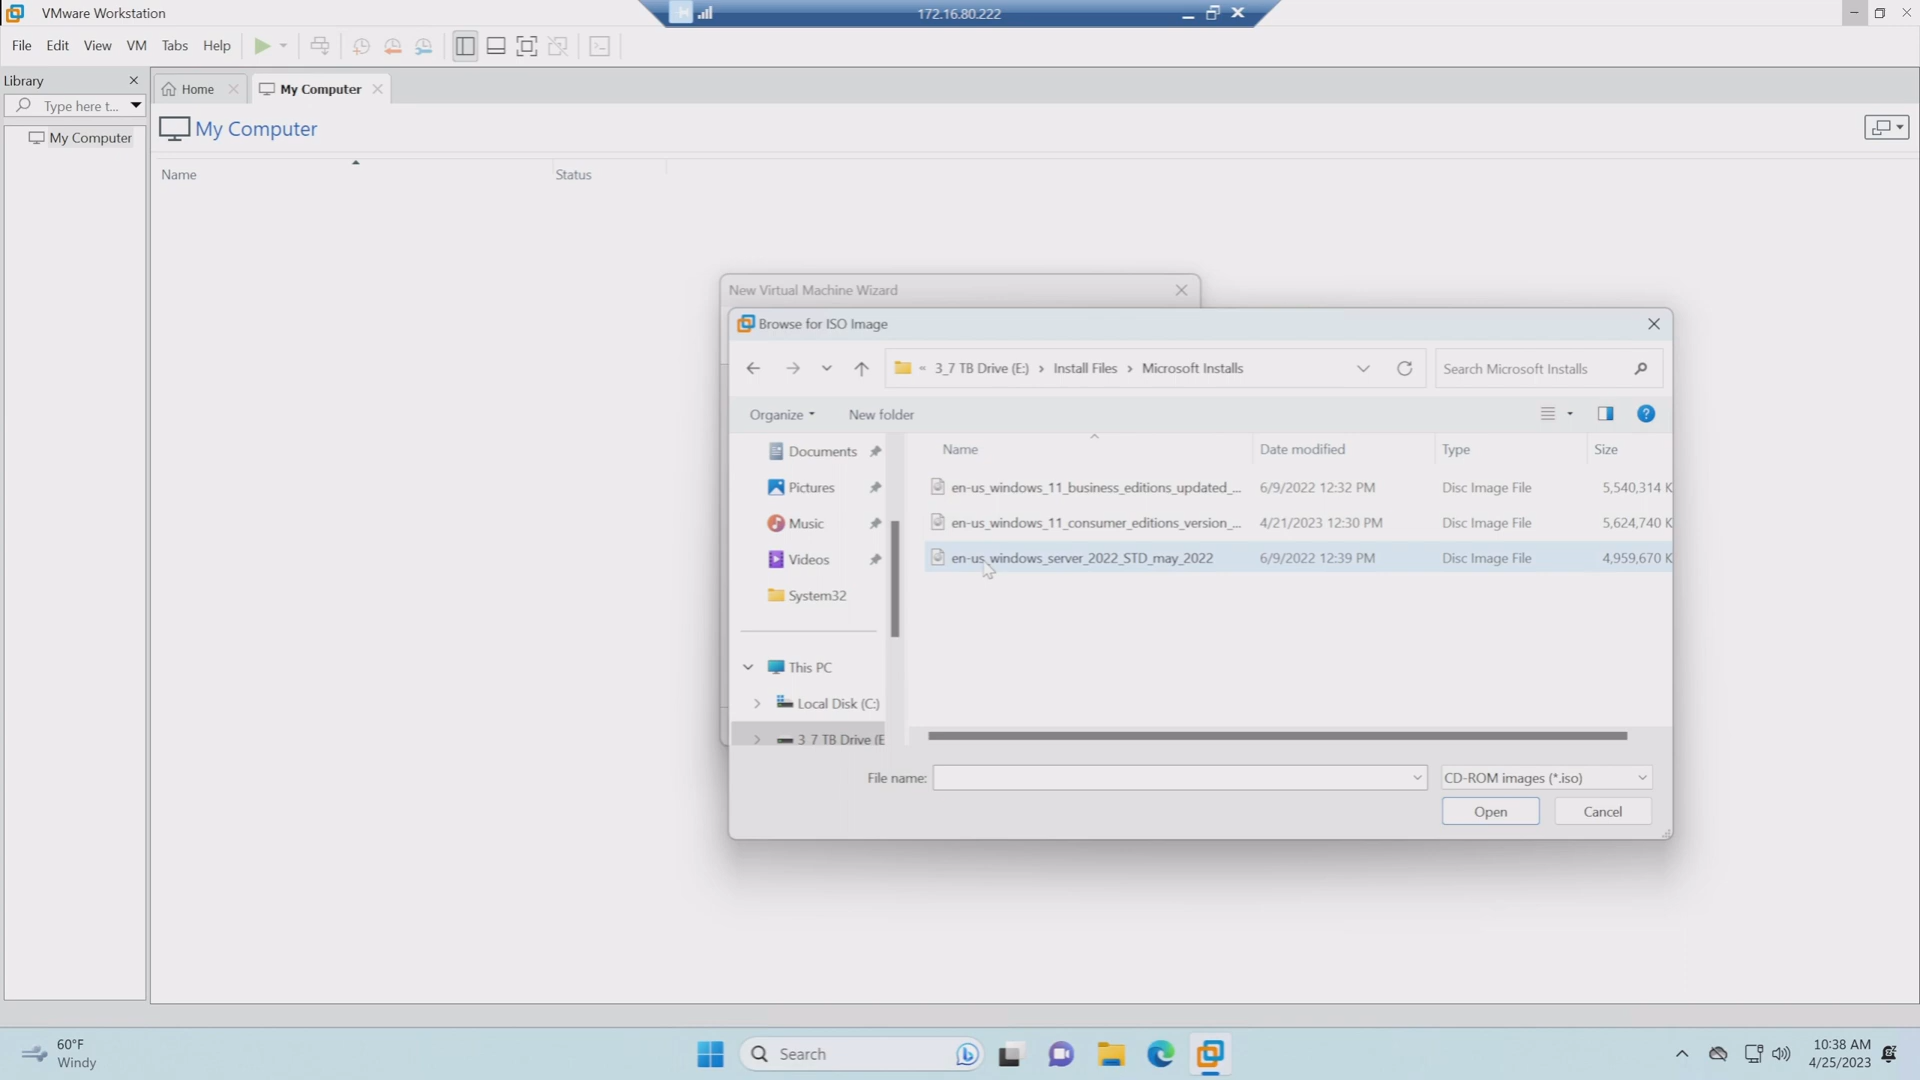 VMware Workstation
172.16.80.222
File Edit View VM Tabs Help
Library
Type here t...
My Computer
Home
My Computer
My Computer
Name Status
New Virtual Machine Wizard
Browse for ISO Image
« 3_7 TB Drive (E:) › Install Files › Microsoft Installs
Search Microsoft Installs
Organize New folder
Documents
Pictures
Music
Videos
System32
This PC
Local Disk (C:)
3_7 TB Drive (E
Name Date modified Type Size
en-us_windows_11_business_editions_updated_... 6/9/2022 12:32 PM Disc Image File 5,540,314 K
en-us_windows_11_consumer_editions_version_... 4/21/2023 12:30 PM Disc Image File 5,624,740 K
en-us_windows_server_2022_STD_may_2022 6/9/2022 12:39 PM Disc Image File 4,959,670 K
File name:
CD-ROM images (*.iso)
Open Cancel
60°F
Windy
Search
10:38 AM
4/25/2023